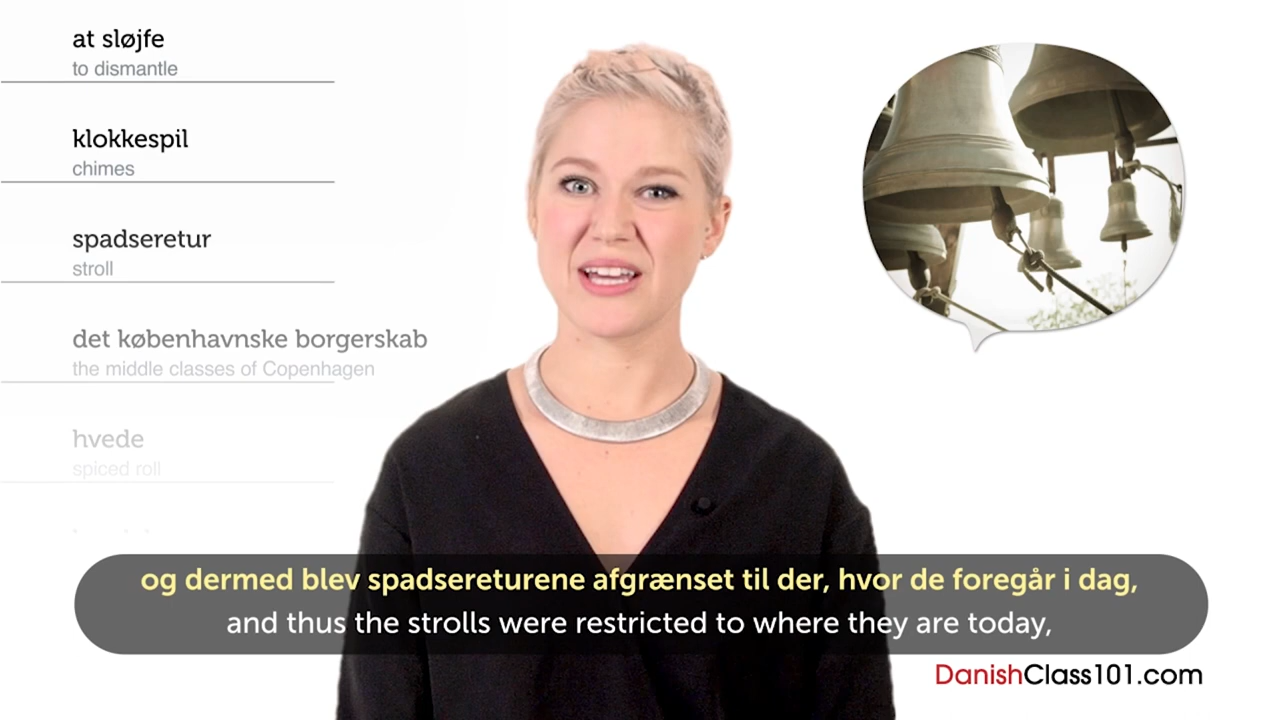 at sløjfe
to dismantle
klokkespil
chimes
spadseretur
stroll
det københavnske borgerskab
the middle classes of Copenhagen
hvede
spiced roll
og dermed blev spadsereturene afgrænset til der, hvor de foregår i dag,
and thus the strolls were restricted to where they are today,
DanishClass101.com